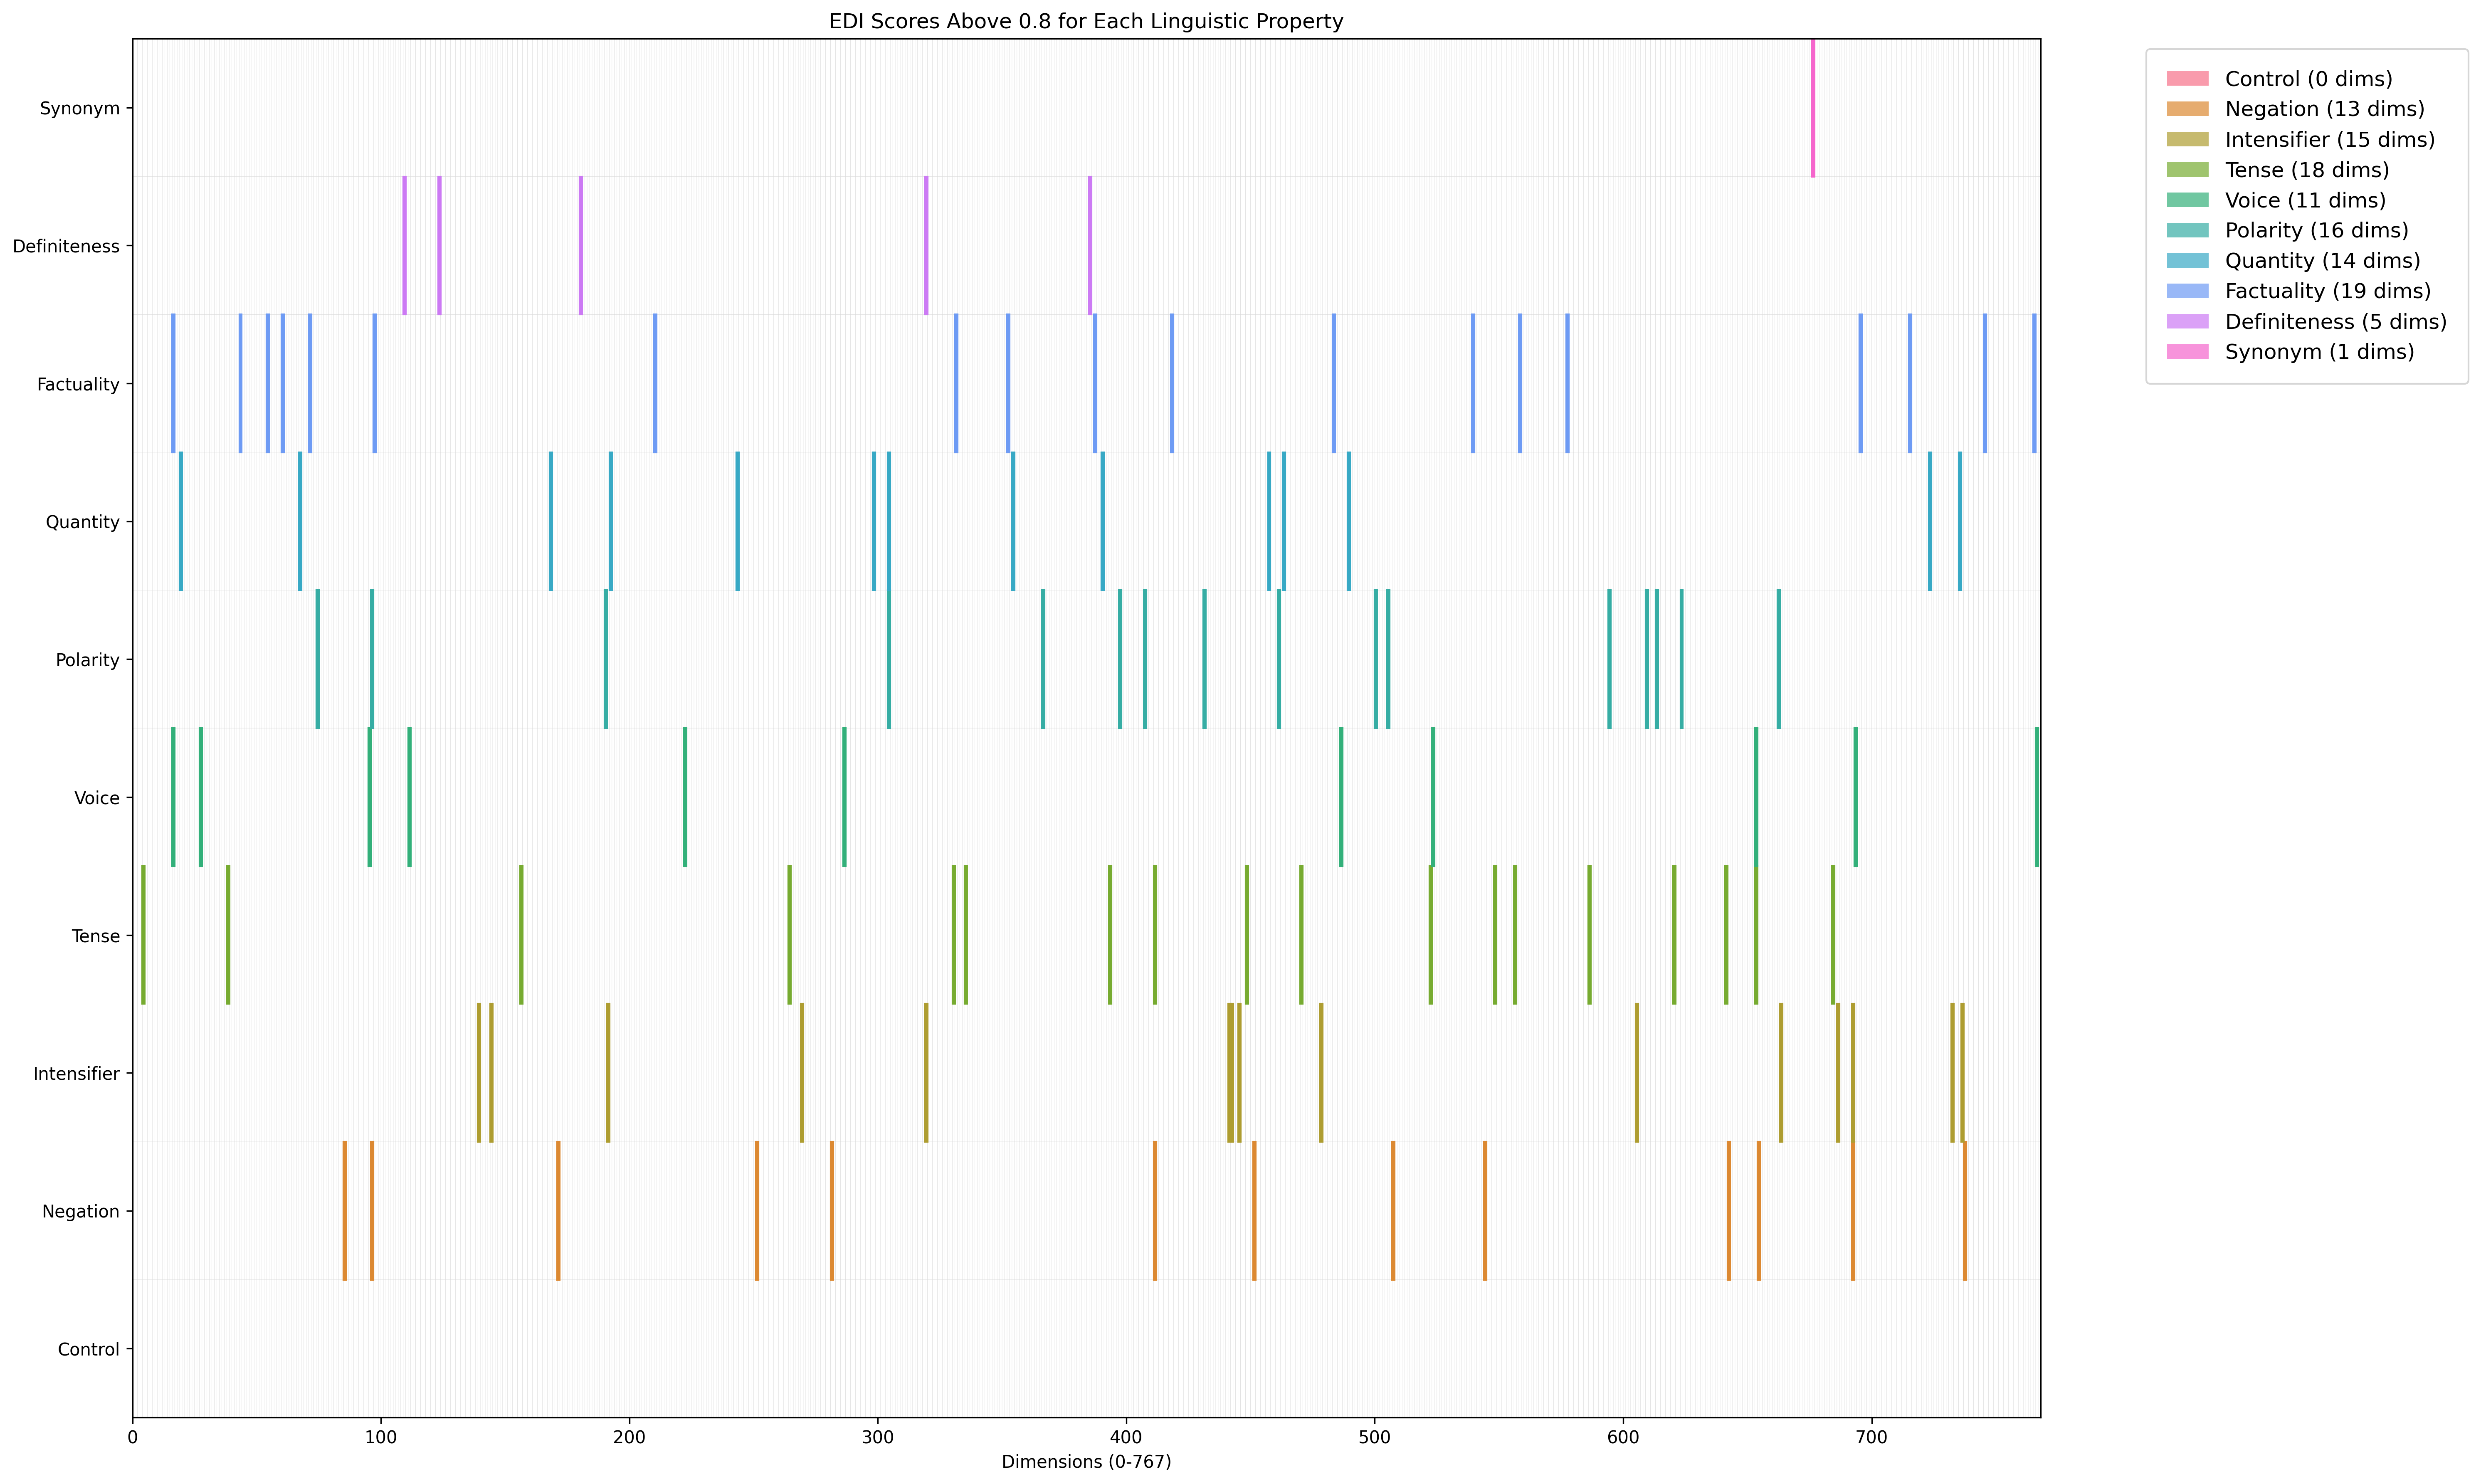 EDI Scores Above 0.8 for Each Linguistic Property
Synonym
Definiteness
Factuality
Quantity
Polarity
Voice
Tense
Intensifier
Negation
Control
0 100 200 300 400 500 600 700
Dimensions (0-767)
Control (0 dims)
Negation (13 dims)
Intensifier (15 dims)
Tense (18 dims)
Voice (11 dims)
Polarity (16 dims)
Quantity (14 dims)
Factuality (19 dims)
Definiteness (5 dims)
Synonym (1 dims)